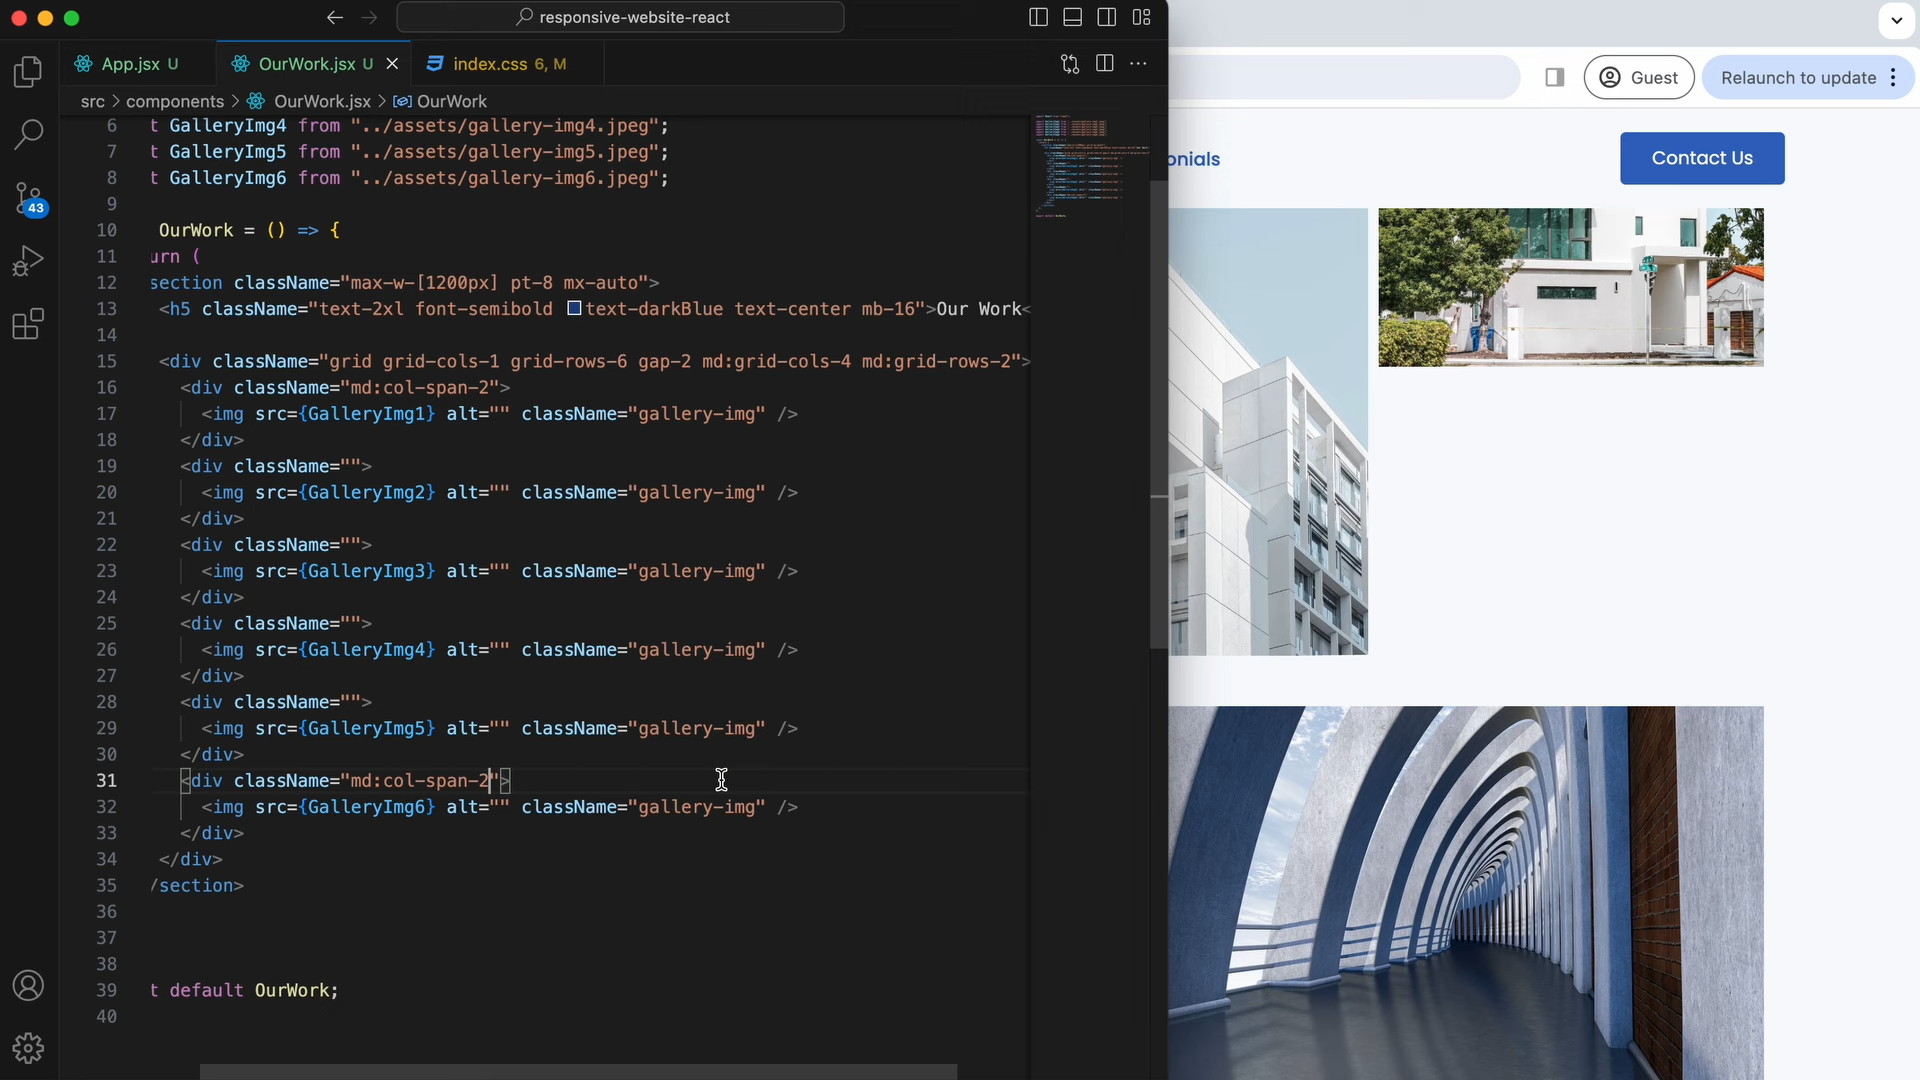 responsive-website-react
App.jsx U
OurWork.jsx U
index.css 6, M
src > components > OurWork.jsx > OurWork
6 t GalleryImg4 from "../assets/gallery-img4.jpeg";
7 t GalleryImg5 from "../assets/gallery-img5.jpeg";
8 t GalleryImg6 from "../assets/gallery-img6.jpeg";
9
10 OurWork = () => {
11 urn (
12 section className="max-w-[1200px] pt-8 mx-auto">
13 <h5 className="text-2xl font-semibold text-darkBlue text-center mb-16">Our Work<
14
15 <div className="grid grid-cols-1 grid-rows-6 gap-2 md:grid-cols-4 md:grid-rows-2">
16 <div className="md:col-span-2">
17 <img src={GalleryImg1} alt="" className="gallery-img" />
18 </div>
19 <div className="">
20 <img src={GalleryImg2} alt="" className="gallery-img" />
21 </div>
22 <div className="">
23 <img src={GalleryImg3} alt="" className="gallery-img" />
24 </div>
25 <div className="">
26 <img src={GalleryImg4} alt="" className="gallery-img" />
27 </div>
28 <div className="">
29 <img src={GalleryImg5} alt="" className="gallery-img" />
30 </div>
31 <div className="md:col-span-2">
32 <img src={GalleryImg6} alt="" className="gallery-img" />
33 </div>
34 </div>
35 /section>
36
37
38
39 t default OurWork;
40
43
Guest
Relaunch to update
onials
Contact Us